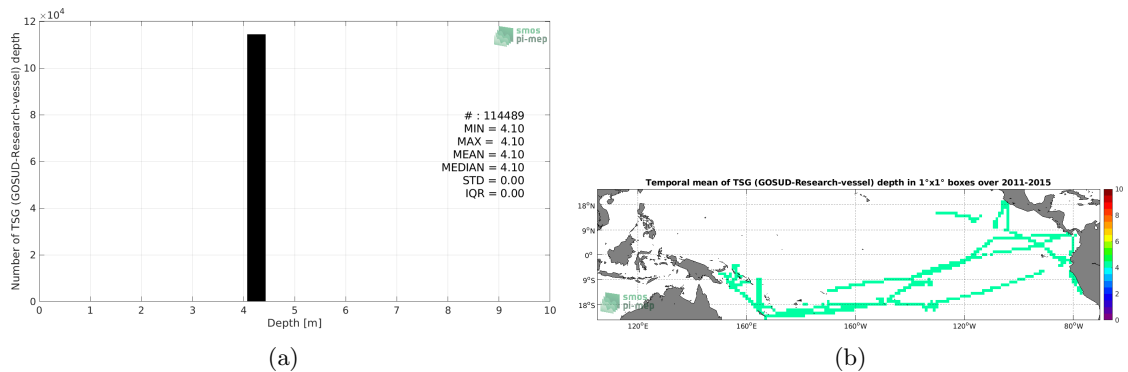 ×10⁴
12
10
8
6
4
2
0
Number of TSG (GOSUD-Research-vessel) depth
smos
pi-mep
# : 114489
MIN = 4.10
MAX = 4.10
MEAN = 4.10
MEDIAN = 4.10
STD = 0.00
IQR = 0.00
0 1 2 3 4 5 6 7 8 9 10
Depth [m]
(a)
Temporal mean of TSG (GOSUD-Research-vessel) depth in 1°x1° boxes over 2011-2015
18°N
9°N
0°
9°S
18°S
smos
pi-mep
120°E 160°E 160°W 120°W 80°W
10
8
6
4
2
0
(b)